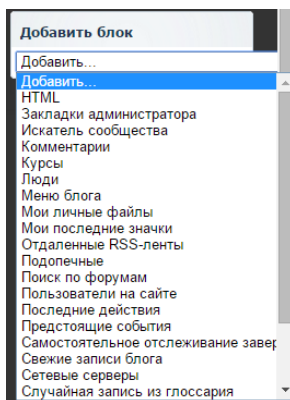 Добавить блок
Добавить...
Добавить...
HTML
Закладки администратора
Искатель сообщества
Комментарии
Курсы
Люди
Меню блога
Мои личные файлы
Мои последние значки
Отдаленные RSS-ленты
Подопечные
Поиск по форумам
Пользователи на сайте
Последние действия
Предстоящие события
Самостоятельное отслеживание завер
Свежие записи блога
Сетевые серверы
Случайная запись из глоссария